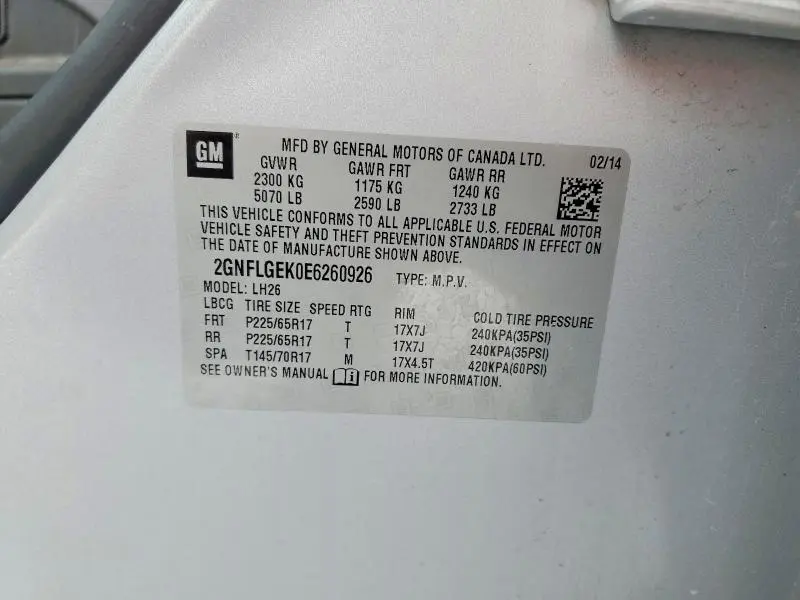 GM
MFD BY GENERAL MOTORS OF CANADA LTD. 02/14
GVWR GAWR FRT GAWR RR
2300 KG 1175 KG 1240 KG
5070 LB 2590 LB 2733 LB
THIS VEHICLE CONFORMS TO ALL APPLICABLE U.S. FEDERAL MOTOR
VEHICLE SAFETY AND THEFT PREVENTION STANDARDS IN EFFECT ON
THE DATE OF MANUFACTURE SHOWN ABOVE.
2GNFLGEK0E6260926 TYPE: M.P.V.
MODEL: LH26
LBCG TIRE SIZE SPEED RTG RIM COLD TIRE PRESSURE
FRT P225/65R17 T 17X7J 240KPA(35PSI)
RR P225/65R17 T 17X7J 240KPA(35PSI)
SPA T145/70R17 M 17X4.5T 420KPA(60PSI)
SEE OWNER'S MANUAL FOR MORE INFORMATION.